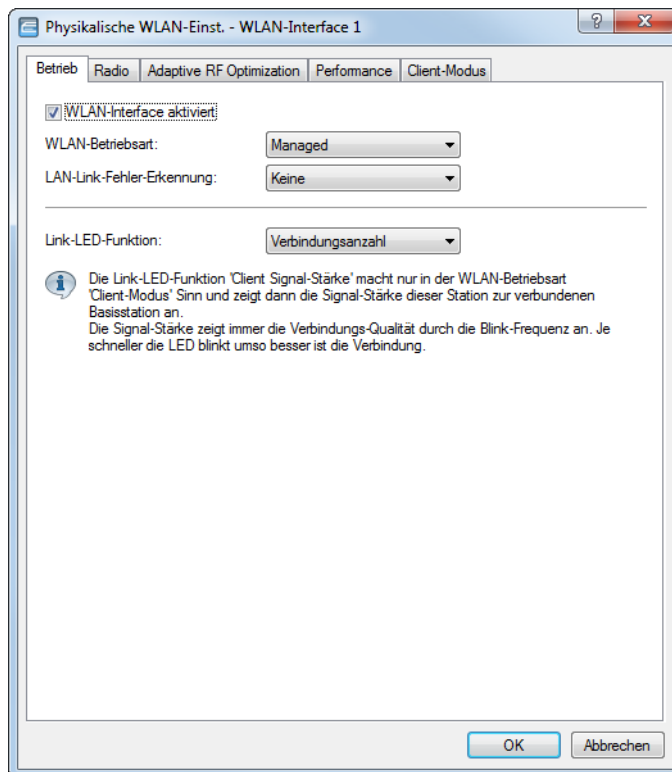 Physikalische WLAN-Einst. - WLAN-Interface 1
Betrieb Radio Adaptive RF Optimization Performance Client-Modus
WLAN-Interface aktiviert
WLAN-Betriebsart: Managed
LAN-Link-Fehler-Erkennung: Keine
Link-LED-Funktion: Verbindungsanzahl
Die Link-LED-Funktion 'Client Signal-Stärke' macht nur in der WLAN-Betriebsart
'Client-Modus' Sinn und zeigt dann die Signal-Stärke dieser Station zur verbundenen
Basisstation an.
Die Signal-Stärke zeigt immer die Verbindungs-Qualität durch die Blink-Frequenz an. Je
schneller die LED blinkt umso besser ist die Verbindung.
OK Abbrechen